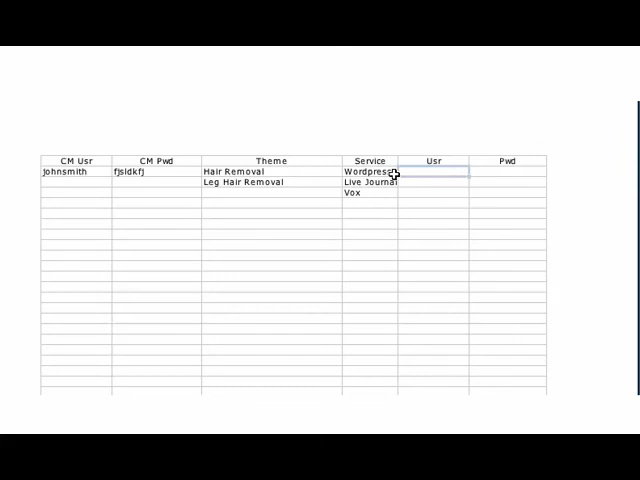 CM Usr CM Pwd Theme Service Usr Pwd
johnsmith fjsldkfj Hair Removal Wordpress
Leg Hair Removal Live Journal
Vox